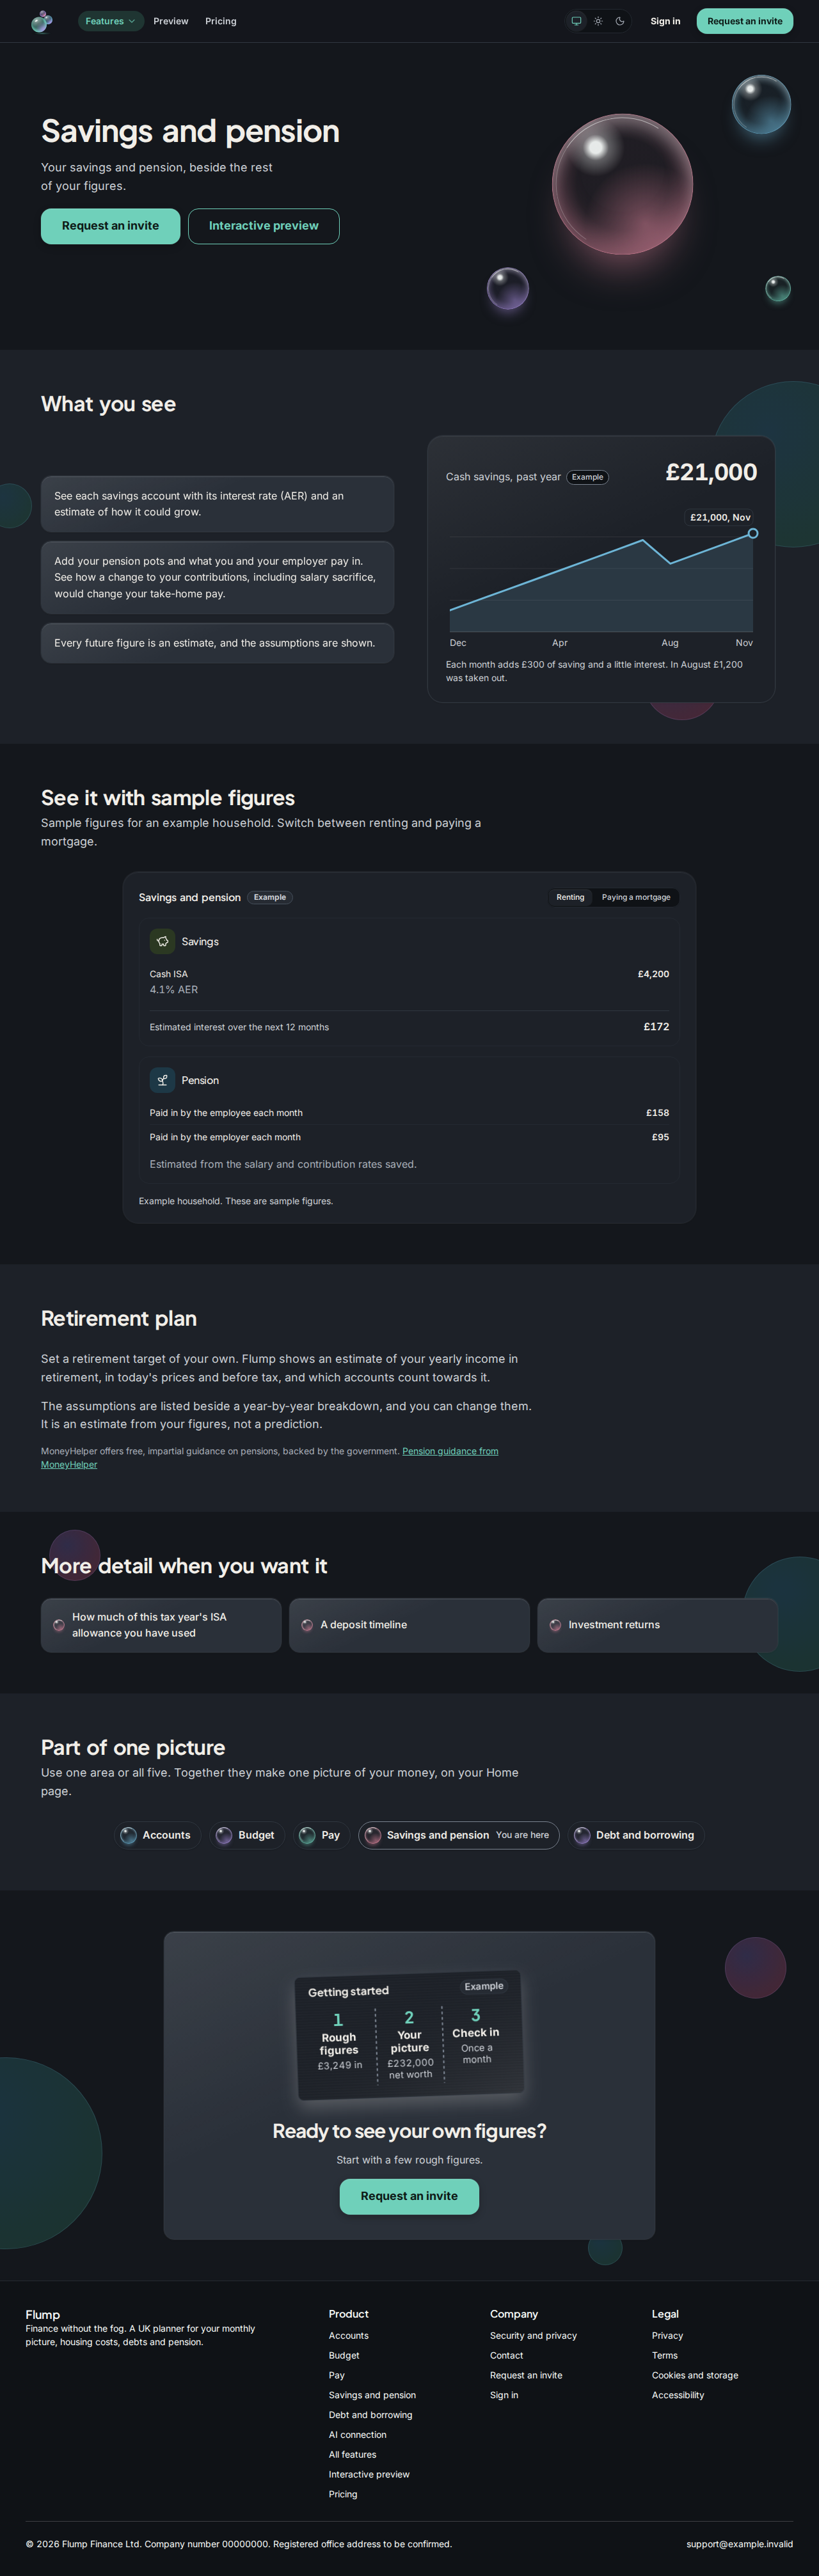 Features
Preview
Pricing
Sign in
Request an invite
Savings and pension
Your savings and pension, beside the rest
of your figures.
Request an invite
Interactive preview
What you see
See each savings account with its interest rate (AER) and an
estimate of how it could grow.
Add your pension pots and what you and your employer pay in.
See how a change to your contributions, including salary sacrifice,
would change your take-home pay.
Every future figure is an estimate, and the assumptions are shown.
Cash savings, past year
Example
£21,000
£21,000, Nov
Dec
Apr
Aug
Nov
Each month adds £300 of saving and a little interest. In August £1,200
was taken out.
See it with sample figures
Sample figures for an example household. Switch between renting and paying a
mortgage.
Savings and pension
Example
Renting
Paying a mortgage
Savings
Cash ISA
£4,200
4.1% AER
Estimated interest over the next 12 months
£172
Pension
Paid in by the employee each month
£158
Paid in by the employer each month
£95
Estimated from the salary and contribution rates saved.
Example household. These are sample figures.
Retirement plan
Set a retirement target of your own. Flump shows an estimate of your yearly income in
retirement, in today's prices and before tax, and which accounts count towards it.
The assumptions are listed beside a year-by-year breakdown, and you can change them.
It is an estimate from your figures, not a prediction.
MoneyHelper offers free, impartial guidance on pensions, backed by the government. Pension guidance from
MoneyHelper
More detail when you want it
How much of this tax year's ISA
allowance you have used
A deposit timeline
Investment returns
Part of one picture
Use one area or all five. Together they make one picture of your money, on your Home
page.
Accounts
Budget
Pay
Savings and pension
You are here
Debt and borrowing
Getting started
Example
1
Rough
figures
£3,249 in
2
Your
picture
£232,000
net worth
3
Check in
Once a
month
Ready to see your own figures?
Start with a few rough figures.
Request an invite
Flump
Finance without the fog. A UK planner for your monthly
picture, housing costs, debts and pension.
Product
Accounts
Budget
Pay
Savings and pension
Debt and borrowing
AI connection
All features
Interactive preview
Pricing
Company
Security and privacy
Contact
Request an invite
Sign in
Legal
Privacy
Terms
Cookies and storage
Accessibility
© 2026 Flump Finance Ltd. Company number 00000000. Registered office address to be confirmed.
support@example.invalid